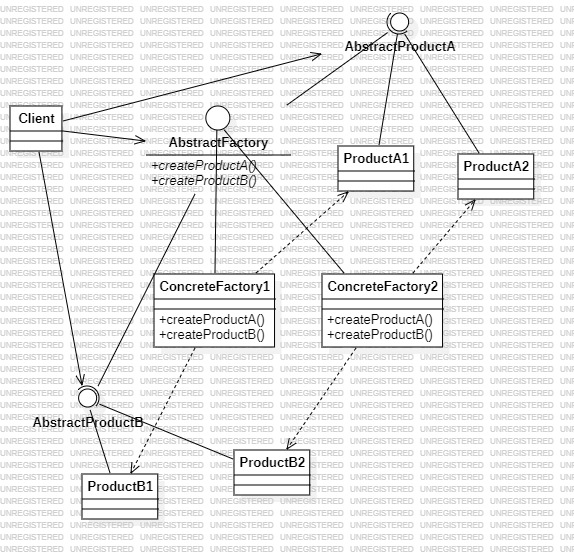 AbstractProductA
Client
AbstractFactory
+createProductA()
+createProductB()
ProductA1
ProductA2
ConcreteFactory1
+createProductA()
+createProductB()
ConcreteFactory2
+createProductA()
+createProductB()
AbstractProductB
ProductB1
ProductB2
UNREGISTERED